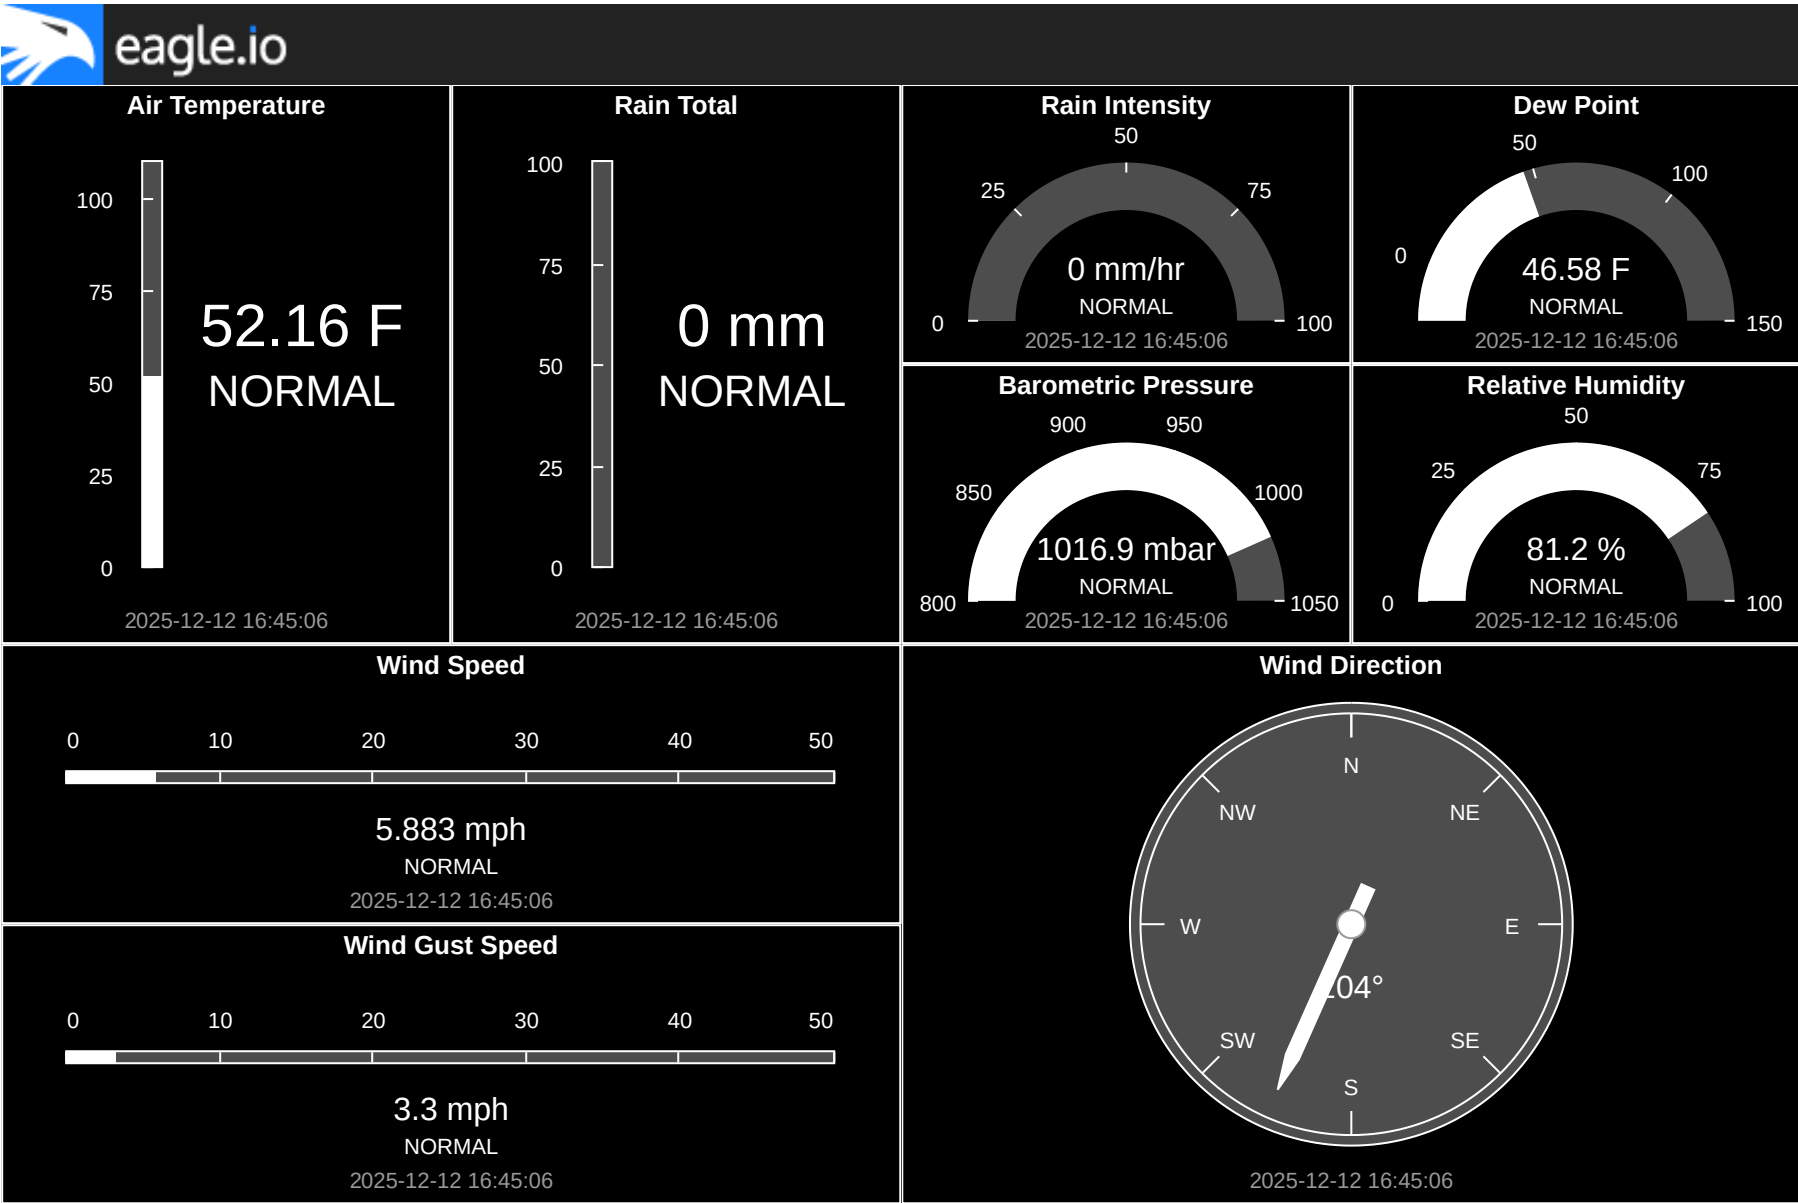 eagle.io
Air Temperature
100
75
50
25
0
52.16 F
NORMAL
2025-12-12 16:45:06
Rain Total
100
75
50
25
0
0 mm
NORMAL
2025-12-12 16:45:06
Rain Intensity
50
25
75
0
100
0 mm/hr
NORMAL
2025-12-12 16:45:06
Dew Point
50
100
0
150
46.58 F
NORMAL
2025-12-12 16:45:06
Barometric Pressure
900
950
850
1000
800
1050
1016.9 mbar
NORMAL
2025-12-12 16:45:06
Relative Humidity
50
25
75
0
100
81.2 %
NORMAL
2025-12-12 16:45:06
Wind Speed
0 10 20 30 40 50
5.883 mph
NORMAL
2025-12-12 16:45:06
Wind Gust Speed
0 10 20 30 40 50
3.3 mph
NORMAL
2025-12-12 16:45:06
Wind Direction
N
NW
NE
W
E
SW
SE
S
2025-12-12 16:45:06